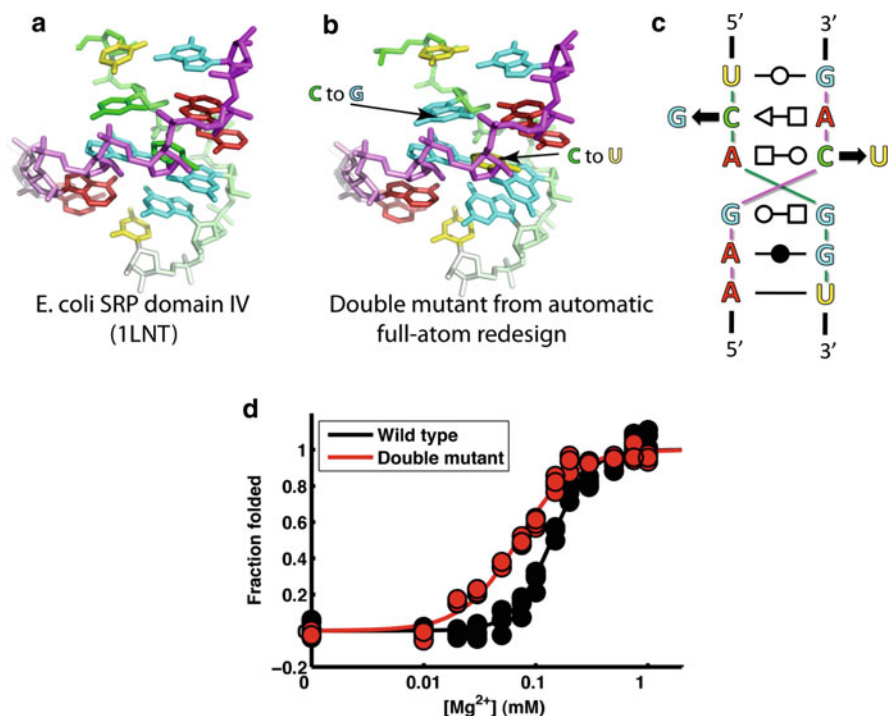 a
b
c
C to G
C to U
E. coli SRP domain IV
(1LNT)
Double mutant from automatic
full-atom redesign
5' 3'
U G
G C A
A C U
G G
A G
A U
5' 3'
d
Wild type
Double mutant
Fraction folded
1
0.8
0.6
0.4
0.2
0
−0.2
0 0.01 0.1 1
[Mg2+] (mM)